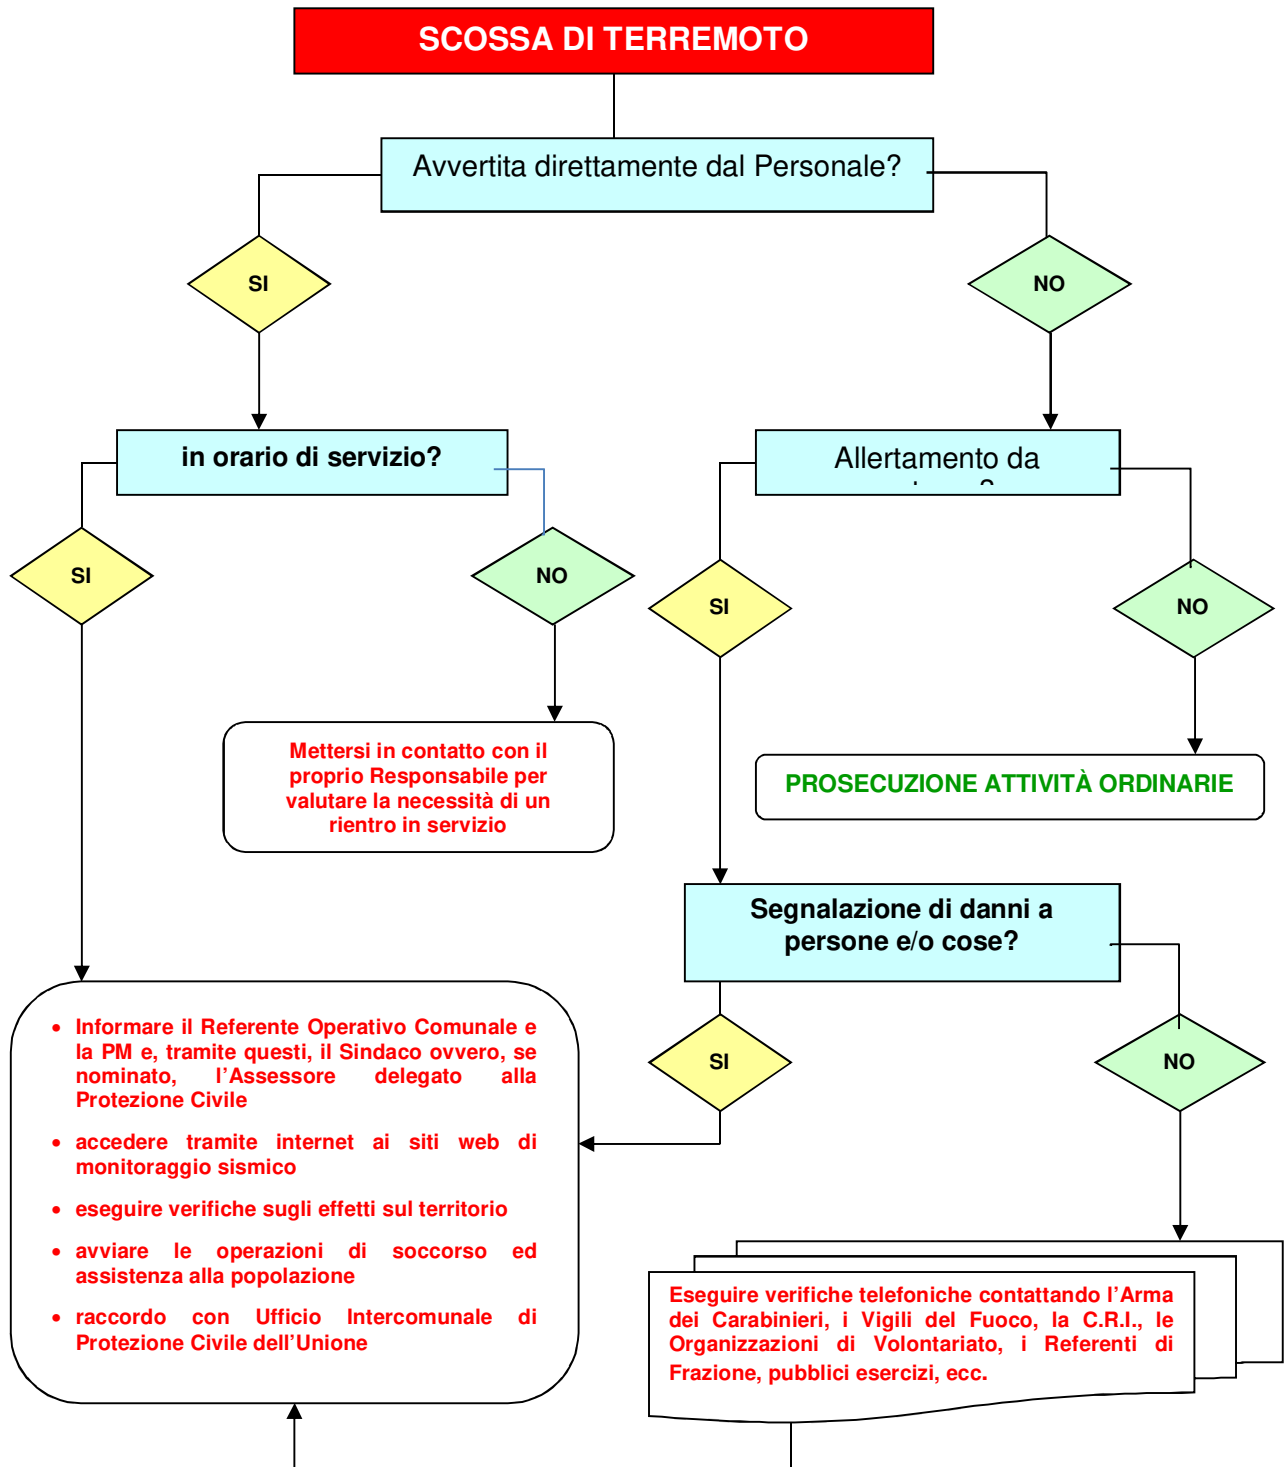 SCOSSA DI TERREMOTO
Avvertita direttamente dal Personale?
SI
NO
in orario di servizio?
Allertamento da
SI
NO
SI
NO
Mettersi in contatto con il
proprio Responsabile per
valutare la necessità di un
rientro in servizio
PROSECUZIONE ATTIVITÀ ORDINARIE
Segnalazione di danni a
persone e/o cose?
SI
NO
• Informare il Referente Operativo Comunale e
la PM e, tramite questi, il Sindaco ovvero, se
nominato, l’Assessore delegato alla
Protezione Civile
• accedere tramite internet ai siti web di
monitoraggio sismico
• eseguire verifiche sugli effetti sul territorio
• avviare le operazioni di soccorso ed
assistenza alla popolazione
• raccordo con Ufficio Intercomunale di
Protezione Civile dell’Unione
Eseguire verifiche telefoniche contattando l’Arma
dei Carabinieri, i Vigili del Fuoco, la C.R.I., le
Organizzazioni di Volontariato, i Referenti di
Frazione, pubblici esercizi, ecc.